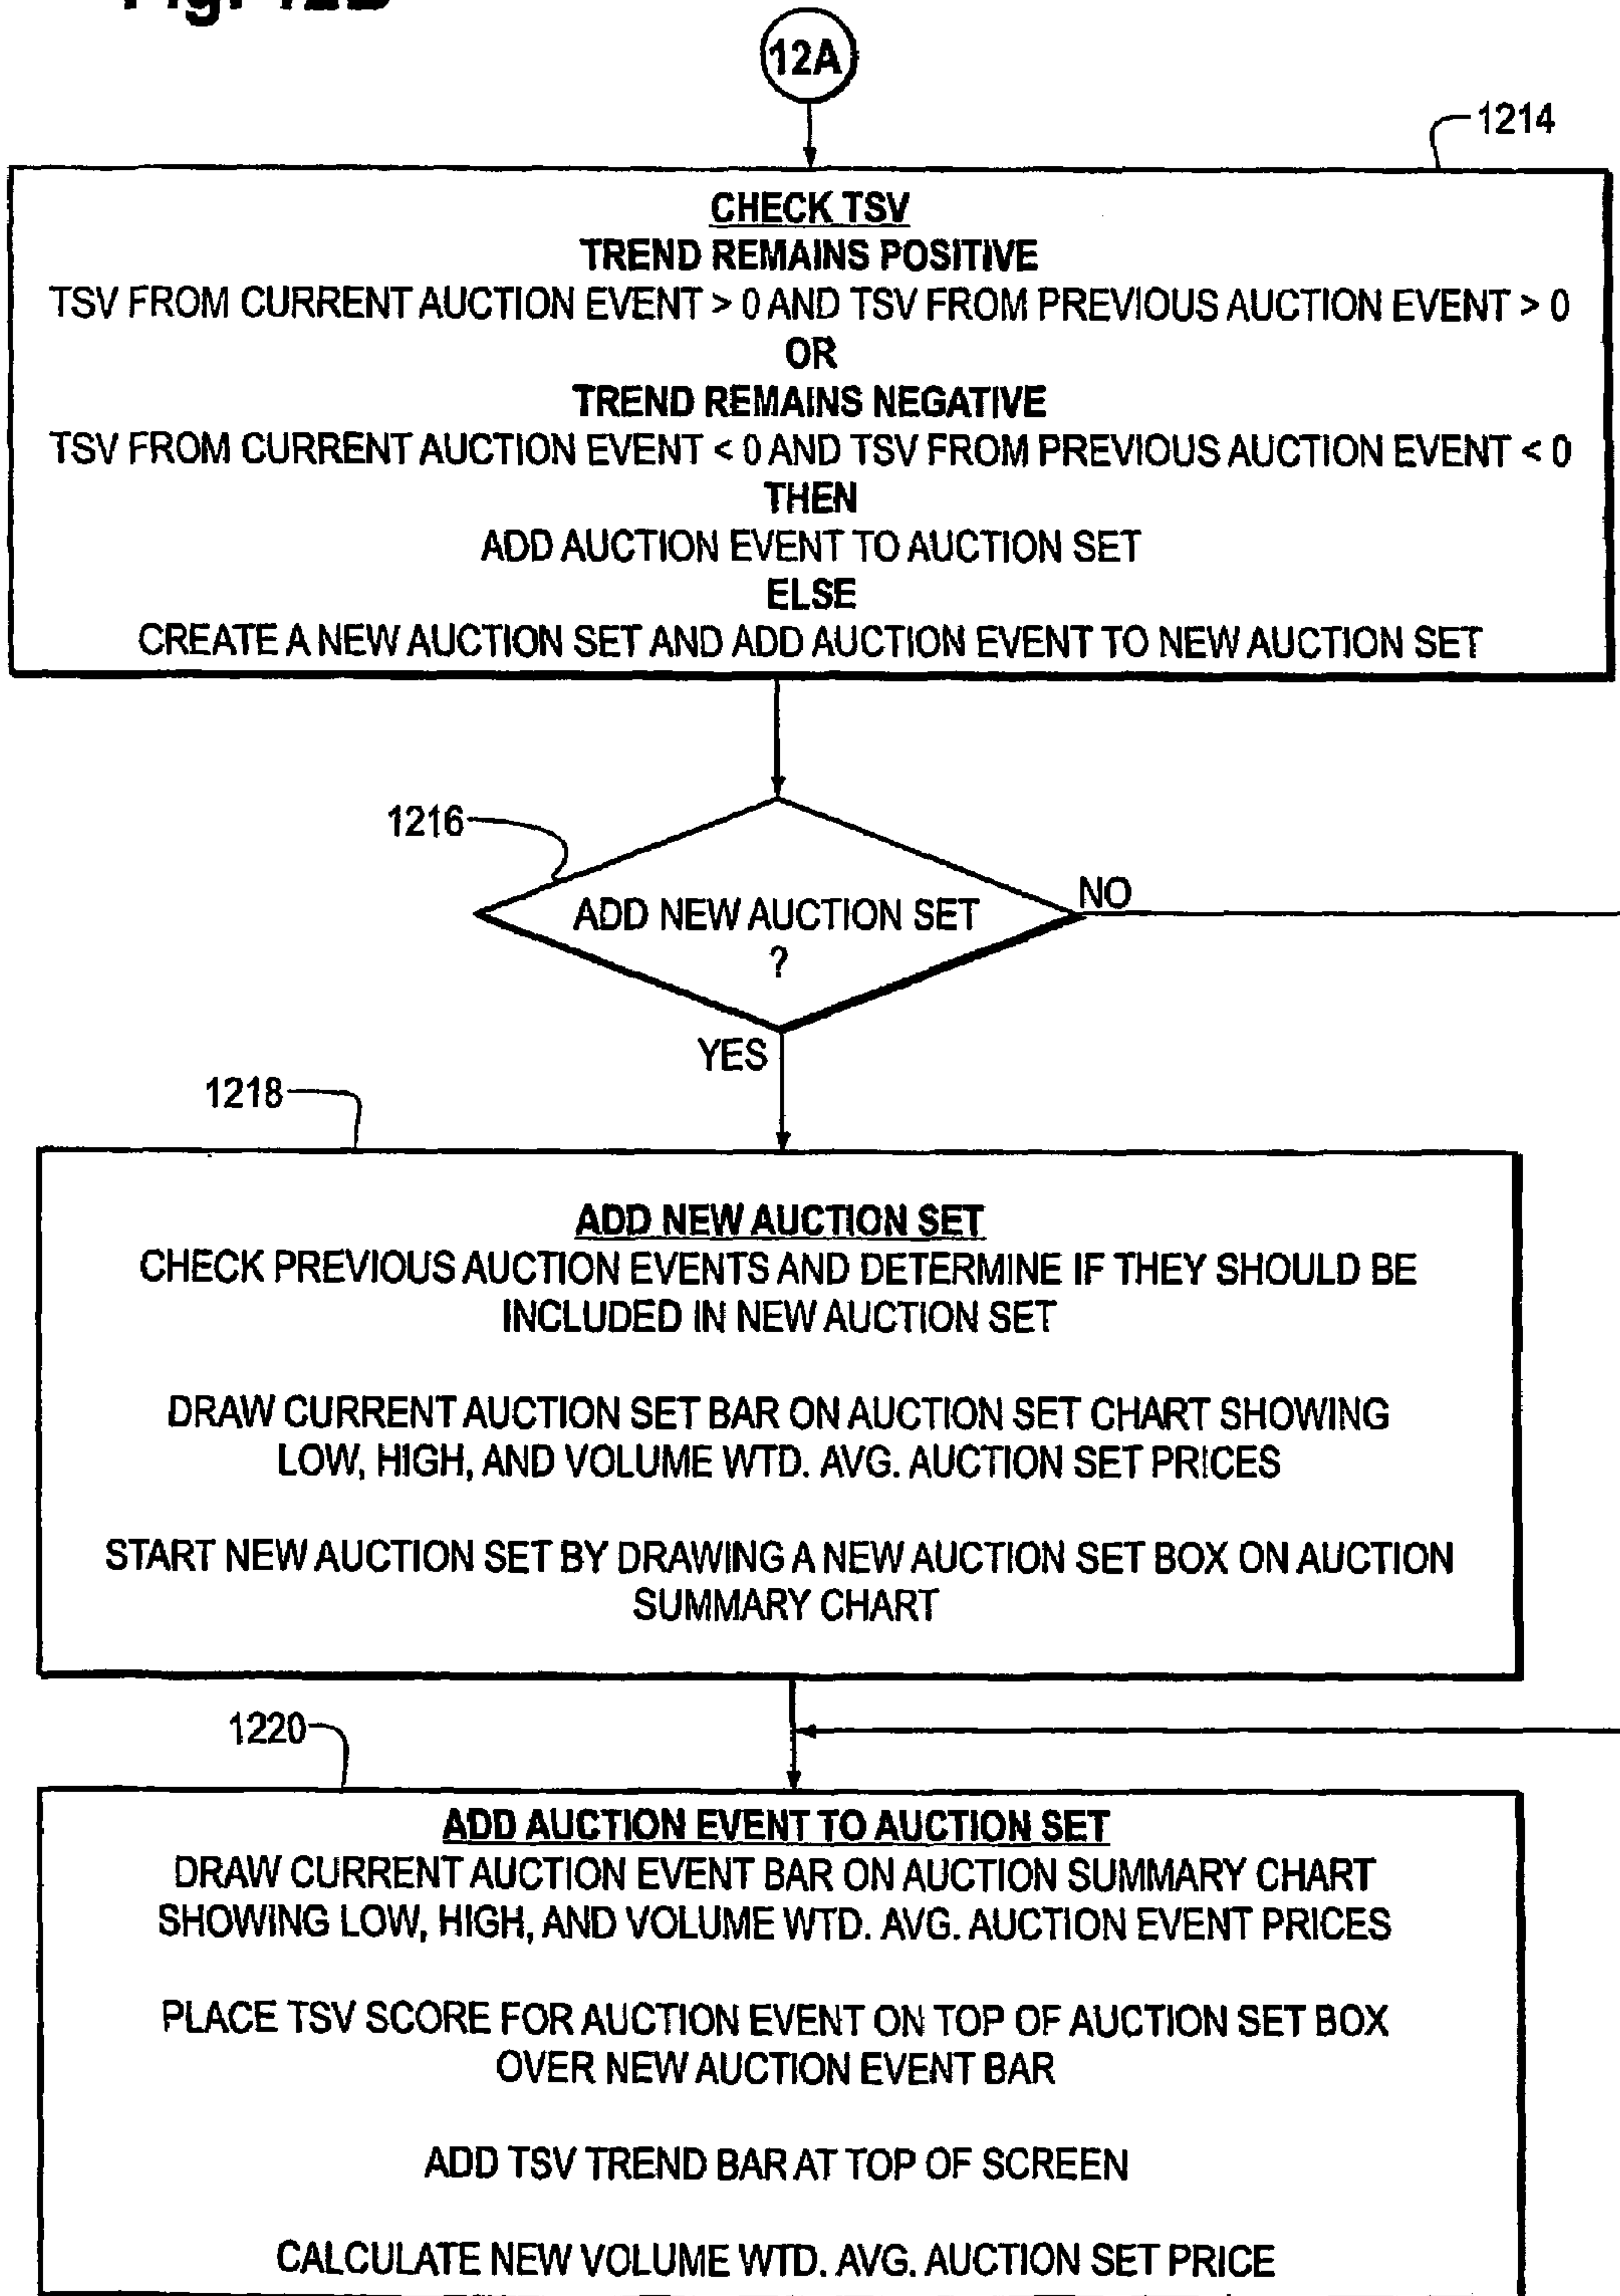 12A
1214
CHECK TSV
TREND REMAINS POSITIVE
TSV FROM CURRENT AUCTION EVENT > 0 AND TSV FROM PREVIOUS AUCTION EVENT > 0
OR
TREND REMAINS NEGATIVE
TSV FROM CURRENT AUCTION EVENT < 0 AND TSV FROM PREVIOUS AUCTION EVENT < 0
THEN
ADD AUCTION EVENT TO AUCTION SET
ELSE
CREATE A NEW AUCTION SET AND ADD AUCTION EVENT TO NEW AUCTION SET
1216
ADD NEW AUCTION SET
?
NO
YES
1218
ADD NEW AUCTION SET
CHECK PREVIOUS AUCTION EVENTS AND DETERMINE IF THEY SHOULD BE
INCLUDED IN NEW AUCTION SET
DRAW CURRENT AUCTION SET BAR ON AUCTION SET CHART SHOWING
LOW, HIGH, AND VOLUME WTD. AVG. AUCTION SET PRICES
START NEW AUCTION SET BY DRAWING A NEW AUCTION SET BOX ON AUCTION
SUMMARY CHART
1220
ADD AUCTION EVENT TO AUCTION SET
DRAW CURRENT AUCTION EVENT BAR ON AUCTION SUMMARY CHART
SHOWING LOW, HIGH, AND VOLUME WTD. AVG. AUCTION EVENT PRICES
PLACE TSV SCORE FOR AUCTION EVENT ON TOP OF AUCTION SET BOX
OVER NEW AUCTION EVENT BAR
ADD TSV TREND BAR AT TOP OF SCREEN
CALCULATE NEW VOLUME WTD. AVG. AUCTION SET PRICE